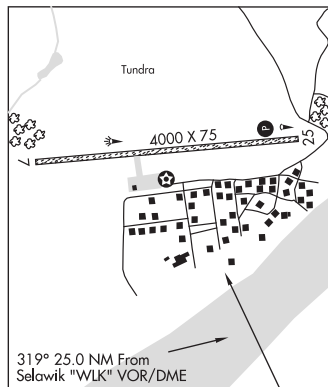 Tundra
4000 X 75
P
7
25
319° 25.0 NM From
Selawik "WLK" VOR/DME